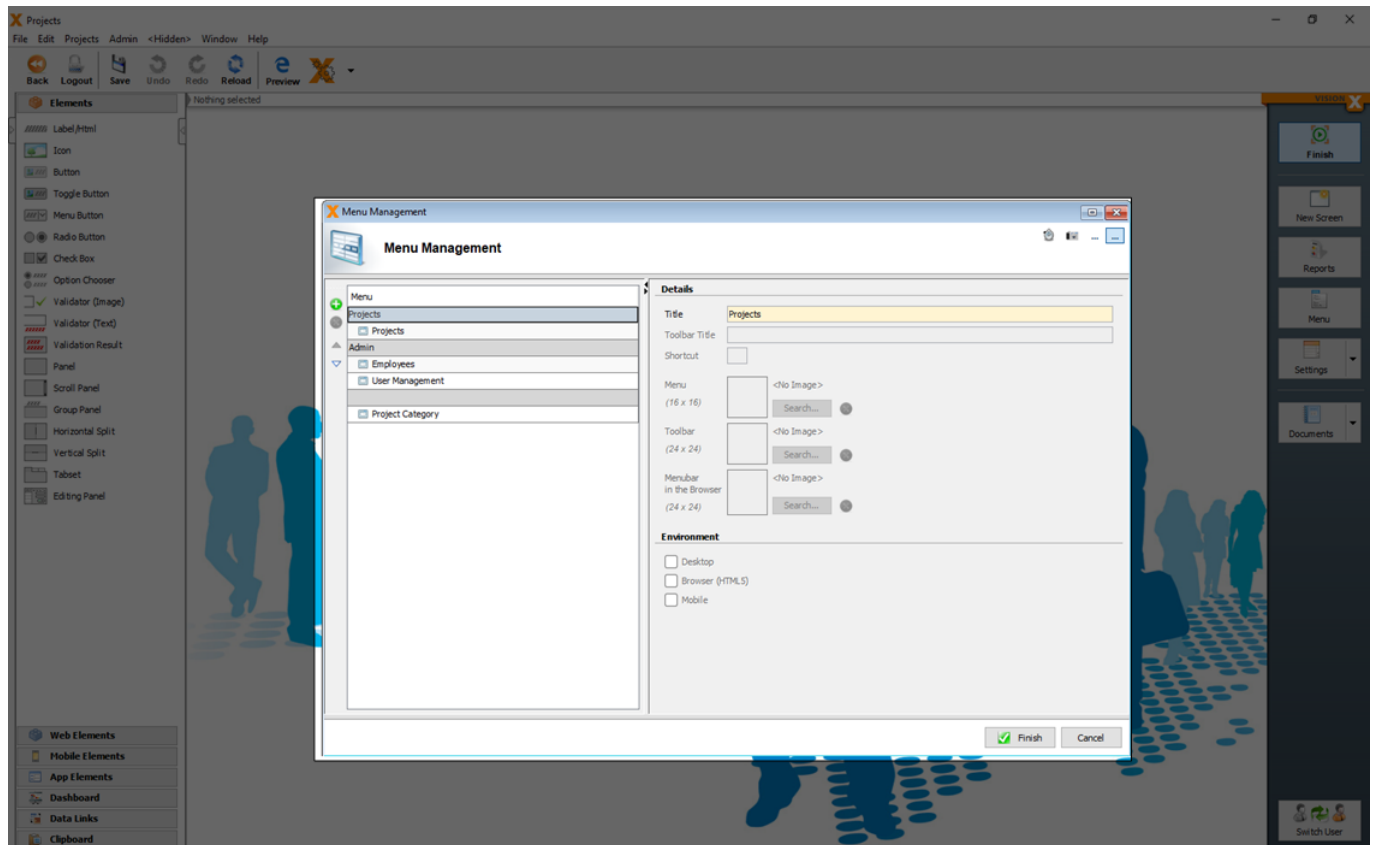 Projects
File Edit Projects Admin <Hidden> Window Help
Back Logout Save Undo Redo Reload Preview
Elements
Nothing selected
VISION X
Label/Html
Icon
Button
Toggle Button
Menu Button
Radio Button
Check Box
Option Chooser
Validator (Image)
Validator (Text)
Validation Result
Panel
Scroll Panel
Group Panel
Horizontal Split
Vertical Split
Tabset
Editing Panel
Web Elements
Mobile Elements
App Elements
Dashboard
Data Links
Clipboard
Menu Management
Menu Management
... ...
Menu
Projects
Projects
Admin
Employees
User Management
Project Category
Details
Title Projects
Toolbar Title
Shortcut
Menu <No Image>
(16 x 16) Search...
Toolbar <No Image>
(24 x 24) Search...
Menubar <No Image>
in the Browser
(24 x 24) Search...
Environment
Desktop
Browser (HTML5)
Mobile
Finish Cancel
Finish
New Screen
Reports
Menu
Settings
Documents
Switch User